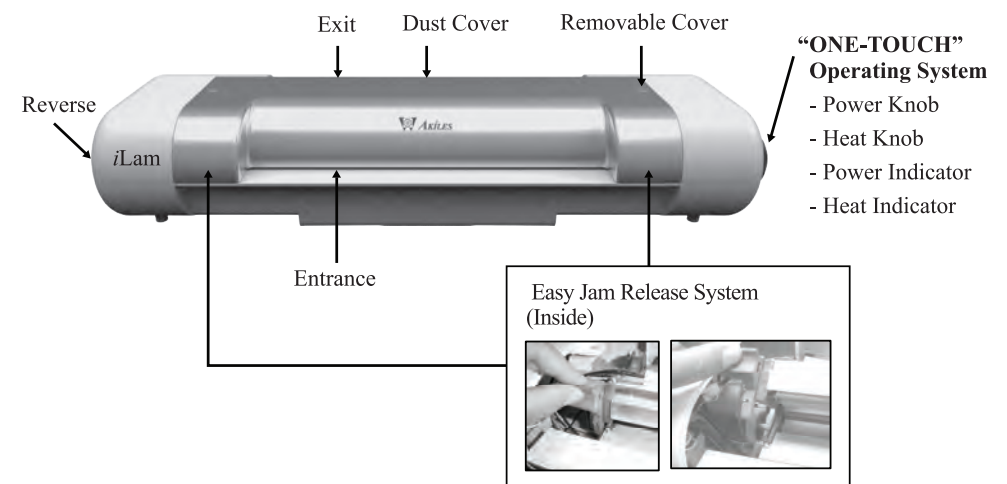 Exit
Dust Cover
Removable Cover
“ONE-TOUCH”
Operating System
- Power Knob
- Heat Knob
- Power Indicator
- Heat Indicator
Reverse
iLam
AKILES
Entrance
Easy Jam Release System
(Inside)